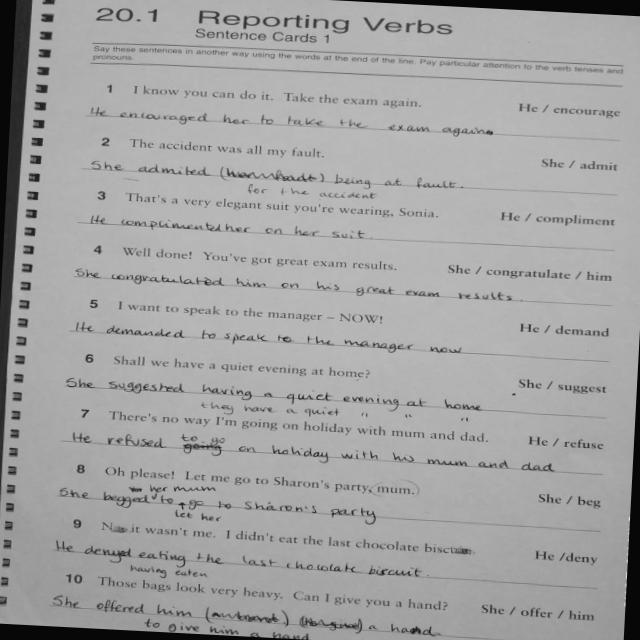 20.1 Reporting Verbs
Sentence Cards 1
Say these sentences in another way using the words at the end of the line. Pay particular attention to the verb tenses and
pronouns.
1 I know you can do it. Take the exam again. He / encourage
He encouraged her to take the exam again
2 The accident was all my fault. She / admit
She admited being at fault.
for the accident
3 That's a very elegant suit you're wearing, Sonia. He / compliment
He complimented her on her suit.
4 Well done! You've got great exam results. She / congratulate / him
She congratulated him on his great exam results.
5 I want to speak to the manager – NOW! He / demand
He demanded to speak to the manager now
6 Shall we have a quiet evening at home? She / suggest
She suggested having a quiet evening at home
they have a quiet " " "
7 There's no way I'm going on holiday with mum and dad. He / refuse
to go
He refused going on holiday with his mum and dad
8 Oh please! Let me go to Sharon's party, mum. She / beg
her mum
She begged to go to Sharon's party
let her
9 No it wasn't me. I didn't eat the last chocolate biscuit. He /deny
He denyed eating the last chocolate biscuit.
having eaten
10 Those bags look very heavy. Can I give you a hand? She / offer / him
She offered him a hand.
to give him a hand